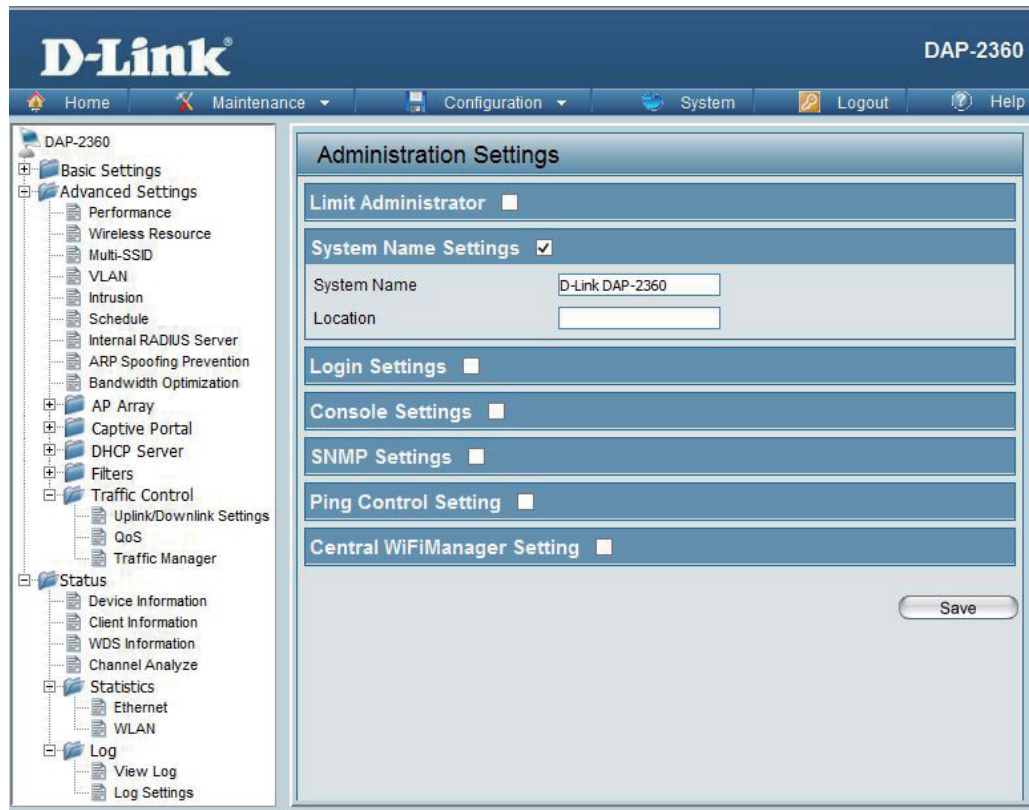 D-Link®
DAP-2360
Home
Maintenance
Configuration
System
Logout
Help
DAP-2360
Basic Settings
Advanced Settings
Performance
Wireless Resource
Multi-SSID
VLAN
Intrusion
Schedule
Internal RADIUS Server
ARP Spoofing Prevention
Bandwidth Optimization
AP Array
Captive Portal
DHCP Server
Filters
Traffic Control
Uplink/Downlink Settings
QoS
Traffic Manager
Status
Device Information
Client Information
WDS Information
Channel Analyze
Statistics
Ethernet
WLAN
Log
View Log
Log Settings
Administration Settings
Limit Administrator
System Name Settings
System Name D-Link DAP-2360
Location
Login Settings
Console Settings
SNMP Settings
Ping Control Setting
Central WiFiManager Setting
Save